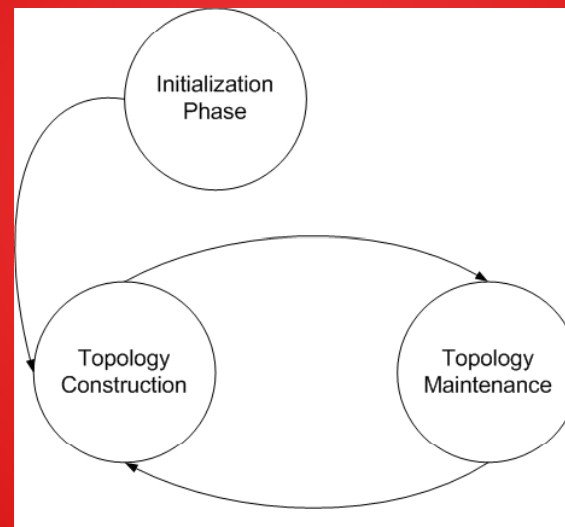 Initialization
Phase
Topology
Construction
Topology
Maintenance